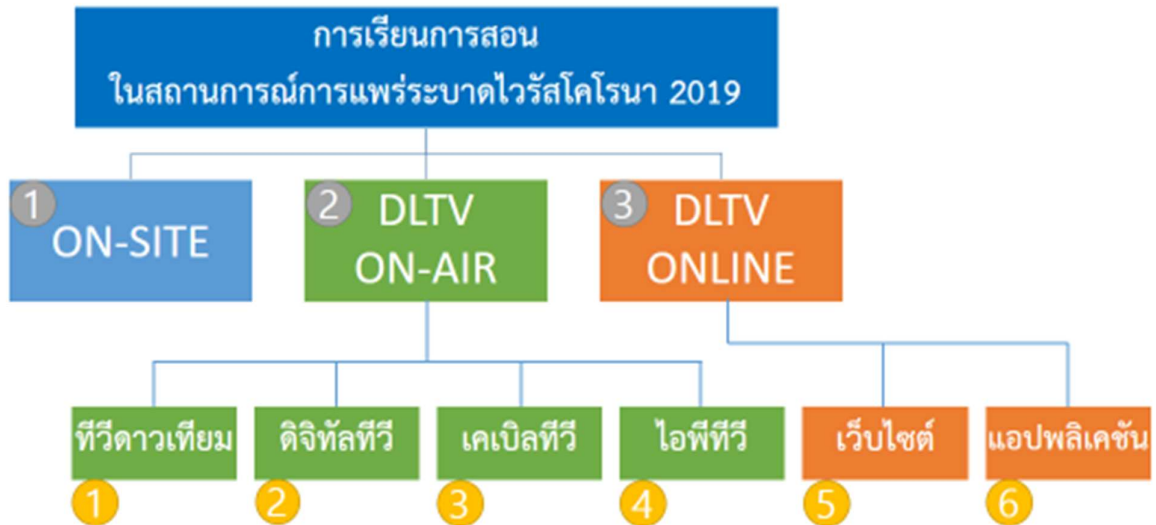 การเรียนการสอน
ในสถานการณ์การแพร่ระบาดไวรัสโคโรนา 2019
1
ON-SITE
2
DLTV
ON-AIR
3
DLTV
ONLINE
ทีวีดาวเทียม
1
ดิจิทัลทีวี
2
เคเบิลทีวี
3
ไอพีทีวี
4
เว็บไซต์
5
แอปพลิเคชัน
6